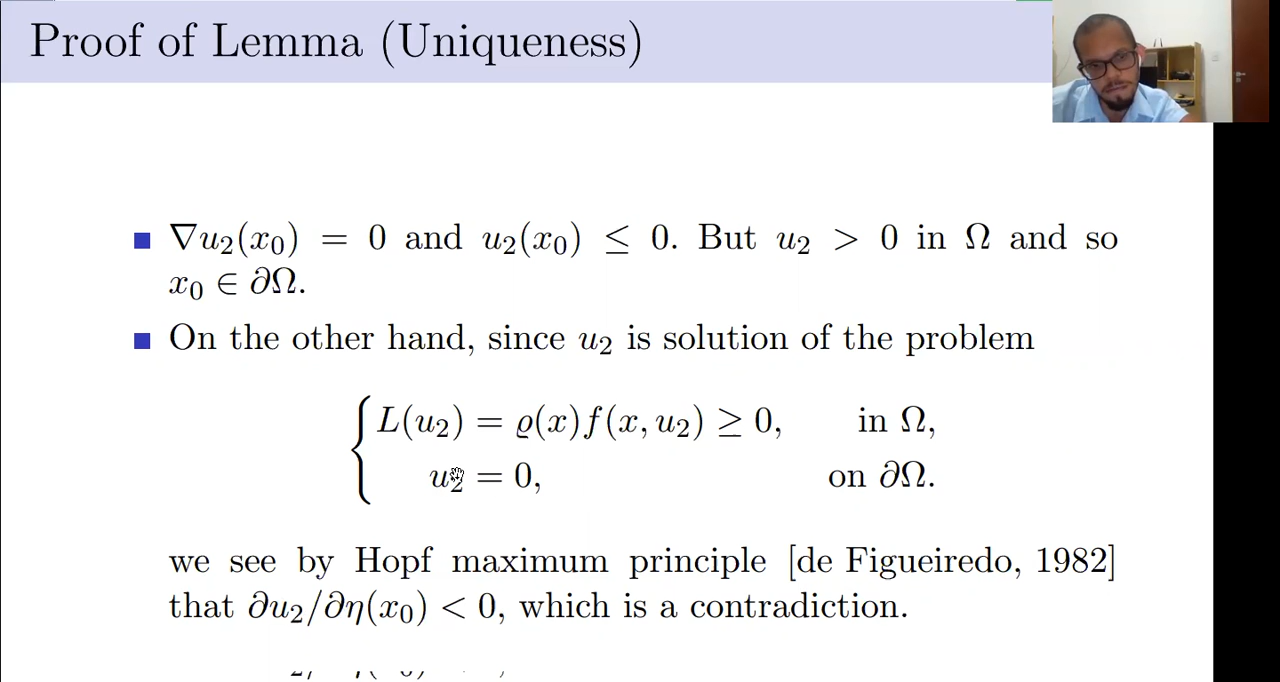 Proof of Lemma (Uniqueness)
∇u₂(x₀) = 0 and u₂(x₀) ≤ 0. But u₂ > 0 in Ω and so
x₀ ∈ ∂Ω.
On the other hand, since u₂ is solution of the problem
L(u₂) = ϱ(x)f(x, u₂) ≥ 0, in Ω,
u₂ = 0, on ∂Ω.
we see by Hopf maximum principle [de Figueiredo, 1982]
that ∂u₂/∂η(x₀) < 0, which is a contradiction.